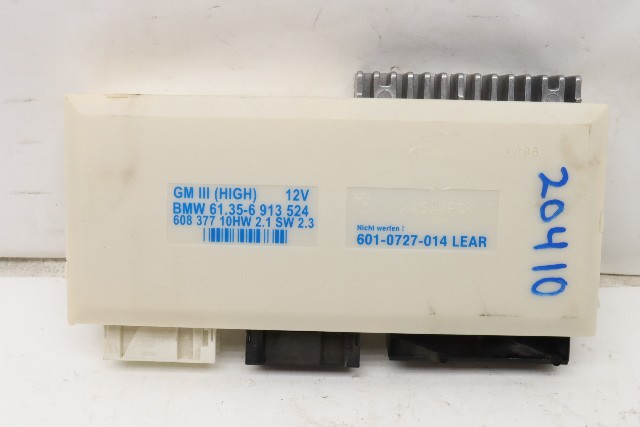 GM III (HIGH) 12V
BMW 61.35-6 913 524
608 377 10HW 2.1 SW 2.3
Nicht werfen !
601-0727-014 LEAR
20410